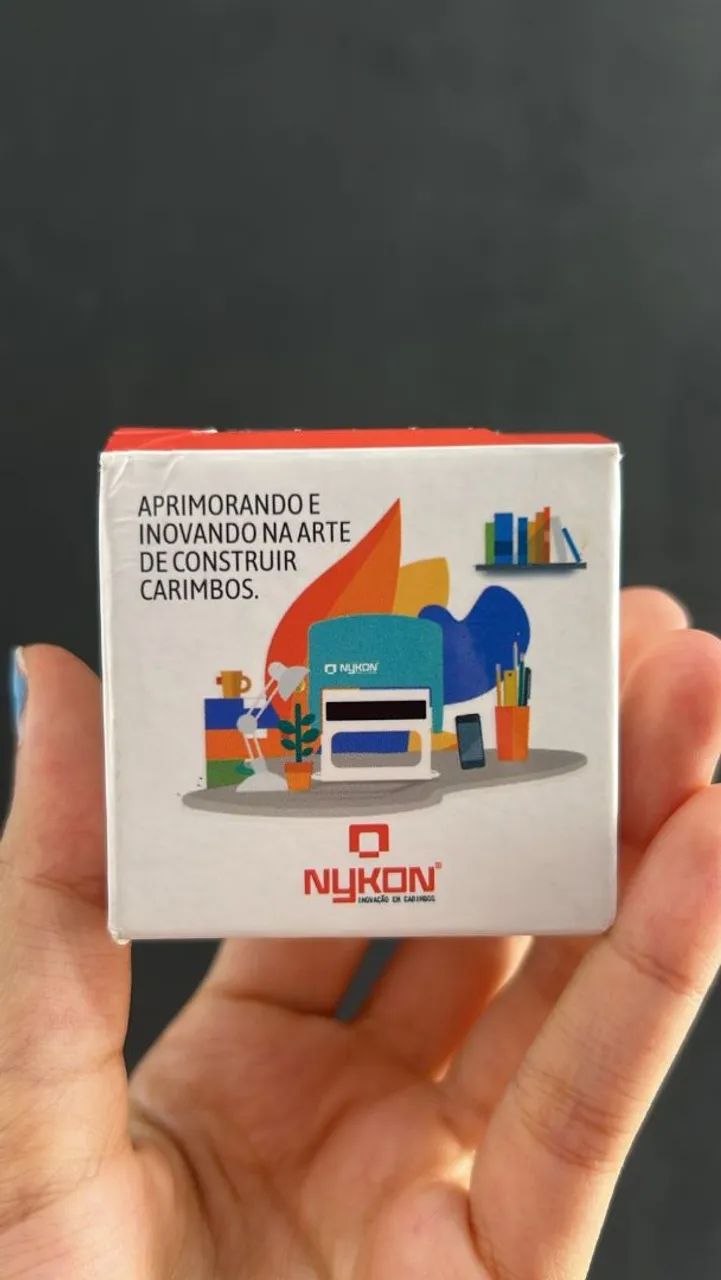 APRIMORANDO E
INOVANDO NA ARTE
DE CONSTRUIR
CARIMBOS.
NYKON
NYKON®
INOVAÇÃO EM CARIMBOS